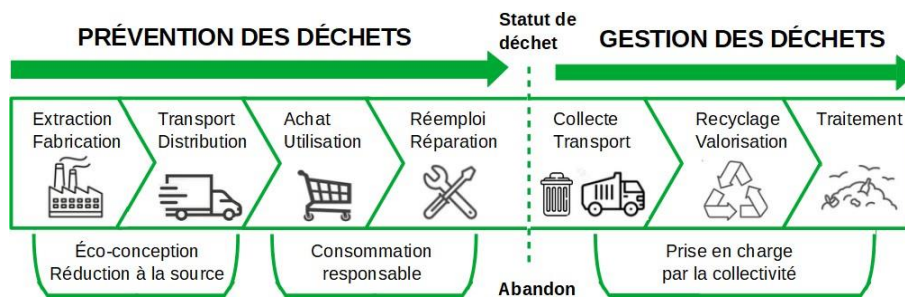 PRÉVENTION DES DÉCHETS
Statut de
déchet
GESTION DES DÉCHETS
Extraction
Fabrication
Transport
Distribution
Achat
Utilisation
Réemploi
Réparation
Collecte
Transport
Recyclage
Valorisation
Traitement
Éco-conception
Réduction à la source
Consommation
responsable
Abandon
Prise en charge
par la collectivité